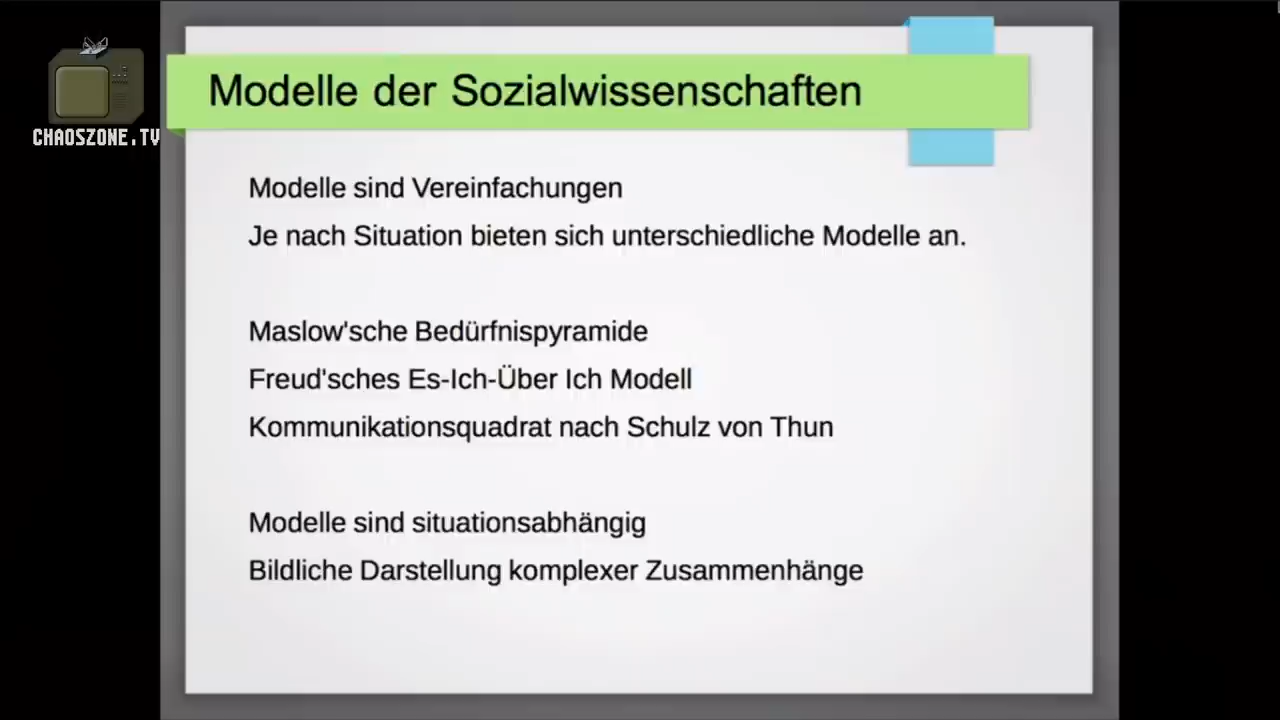 CHAOSZONE.TV
Modelle der Sozialwissenschaften
Modelle sind Vereinfachungen
Je nach Situation bieten sich unterschiedliche Modelle an.
Maslow'sche Bedürfnispyramide
Freud'sches Es-Ich-Über Ich Modell
Kommunikationsquadrat nach Schulz von Thun
Modelle sind situationsabhängig
Bildliche Darstellung komplexer Zusammenhänge